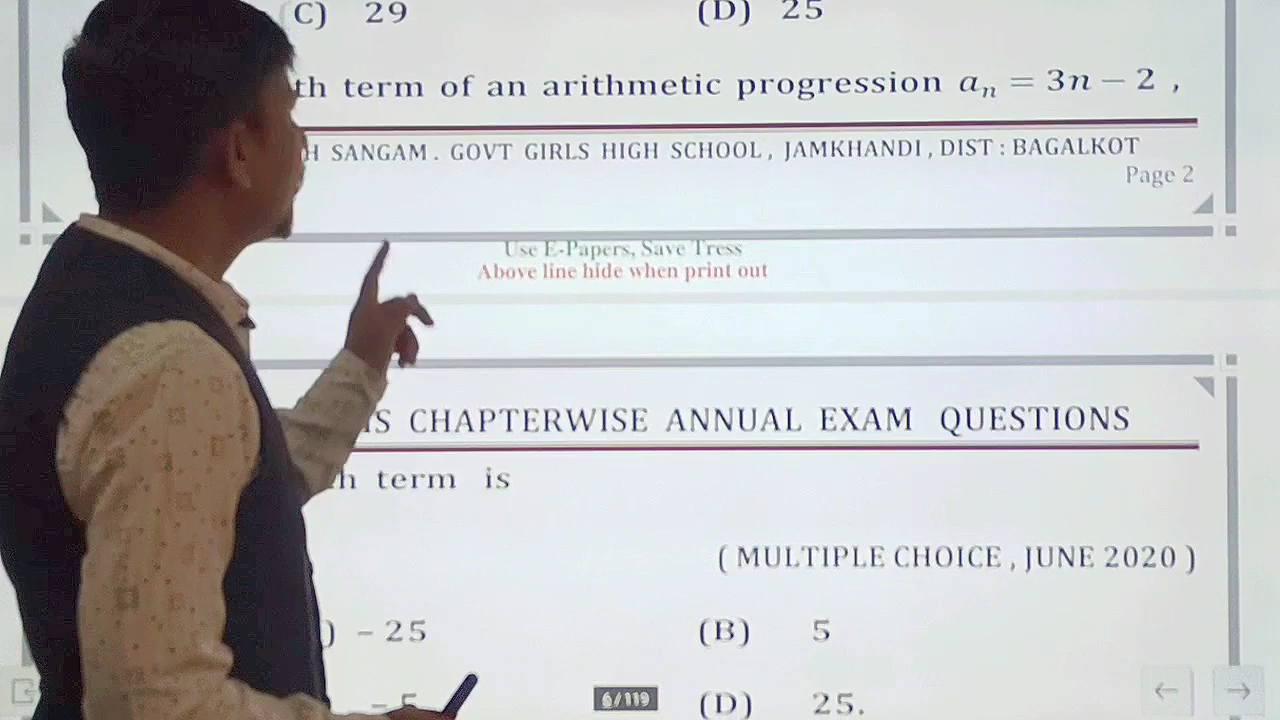 C) 29 (D) 25
th term of an arithmetic progression aₙ = 3n − 2 ,
H SANGAM. GOVT GIRLS HIGH SCHOOL, JAMKHANDI, DIST : BAGALKOT
Page 2
Use E-Papers, Save Tress
Above line hide when print out
IS CHAPTERWISE ANNUAL EXAM QUESTIONS
h term is
( MULTIPLE CHOICE , JUNE 2020 )
) – 25 (B) 5
6/119
– 5 (D) 25.